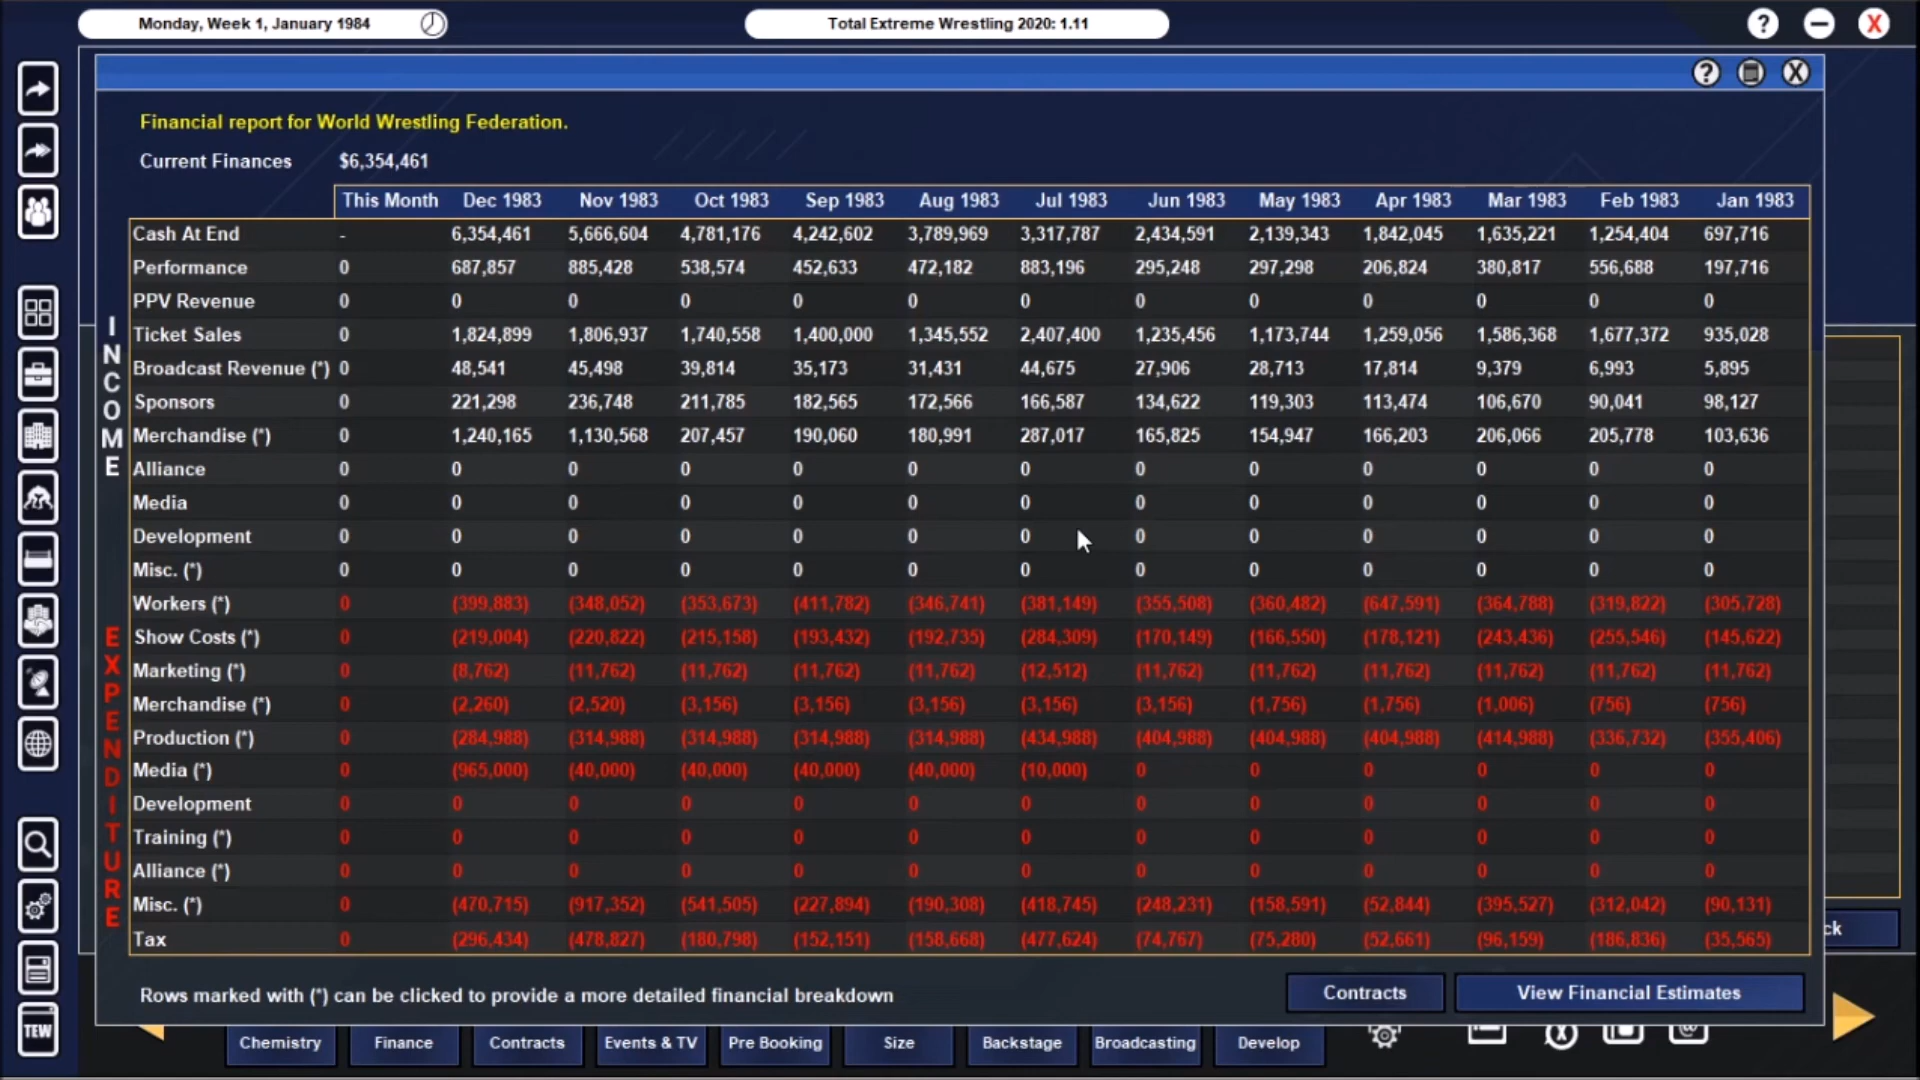 Monday, Week 1, January 1984
Total Extreme Wrestling 2020: 1.11
? X
? X
Financial report for World Wrestling Federation.
Current Finances $6,354,461
This Month Dec 1983 Nov 1983 Oct 1983 Sep 1983 Aug 1983 Jul 1983 Jun 1983 May 1983 Apr 1983 Mar 1983 Feb 1983 Jan 1983
INCOME
Cash At End - 6,354,461 5,666,604 4,781,176 4,242,602 3,789,969 3,317,787 2,434,591 2,139,343 1,842,045 1,635,221 1,254,404 697,716
Performance 0 687,857 885,428 538,574 452,633 472,182 883,196 295,248 297,298 206,824 380,817 556,688 197,716
PPV Revenue 0 0 0 0 0 0 0 0 0 0 0 0 0
Ticket Sales 0 1,824,899 1,806,937 1,740,558 1,400,000 1,345,552 2,407,400 1,235,456 1,173,744 1,259,056 1,586,368 1,677,372 935,028
Broadcast Revenue (*) 0 48,541 45,498 39,814 35,173 31,431 44,675 27,906 28,713 17,814 9,379 6,993 5,895
Sponsors 0 221,298 236,748 211,785 182,565 172,566 166,587 134,622 119,303 113,474 106,670 90,041 98,127
Merchandise (*) 0 1,240,165 1,130,568 207,457 190,060 180,991 287,017 165,825 154,947 166,203 206,066 205,778 103,636
Alliance 0 0 0 0 0 0 0 0 0 0 0 0 0
Media 0 0 0 0 0 0 0 0 0 0 0 0 0
Development 0 0 0 0 0 0 0 0 0 0 0 0 0
Misc. (*) 0 0 0 0 0 0 0 0 0 0 0 0 0
EXPENDITURE
Workers (*) 0 (399,883) (348,052) (353,673) (411,782) (346,741) (381,149) (355,508) (360,482) (647,591) (364,788) (319,822) (305,728)
Show Costs (*) 0 (219,004) (220,822) (215,158) (193,432) (192,735) (284,309) (170,149) (166,550) (178,121) (243,436) (255,546) (145,622)
Marketing (*) 0 (8,762) (11,762) (11,762) (11,762) (11,762) (12,512) (11,762) (11,762) (11,762) (11,762) (11,762) (11,762)
Merchandise (*) 0 (2,260) (2,520) (3,156) (3,156) (3,156) (3,156) (3,156) (1,756) (1,756) (1,006) (756) (756)
Production (*) 0 (284,988) (314,988) (314,988) (314,988) (314,988) (434,988) (404,988) (404,988) (404,988) (414,988) (336,732) (355,406)
Media (*) 0 (965,000) (40,000) (40,000) (40,000) (40,000) (10,000) 0 0 0 0 0 0
Development 0 0 0 0 0 0 0 0 0 0 0 0 0
Training (*) 0 0 0 0 0 0 0 0 0 0 0 0 0
Alliance (*) 0 0 0 0 0 0 0 0 0 0 0 0 0
Misc. (*) 0 (470,715) (917,352) (541,505) (227,894) (190,308) (418,745) (248,231) (158,591) (52,844) (395,527) (312,042) (90,131)
Tax 0 (296,434) (478,827) (180,798) (152,151) (158,668) (477,624) (74,767) (75,280) (52,661) (96,159) (186,836) (35,565)
ck
Rows marked with (*) can be clicked to provide a more detailed financial breakdown
Contracts View Financial Estimates
TEW
Chemistry Finance Contracts Events & TV Pre Booking Size Backstage Broadcasting Develop